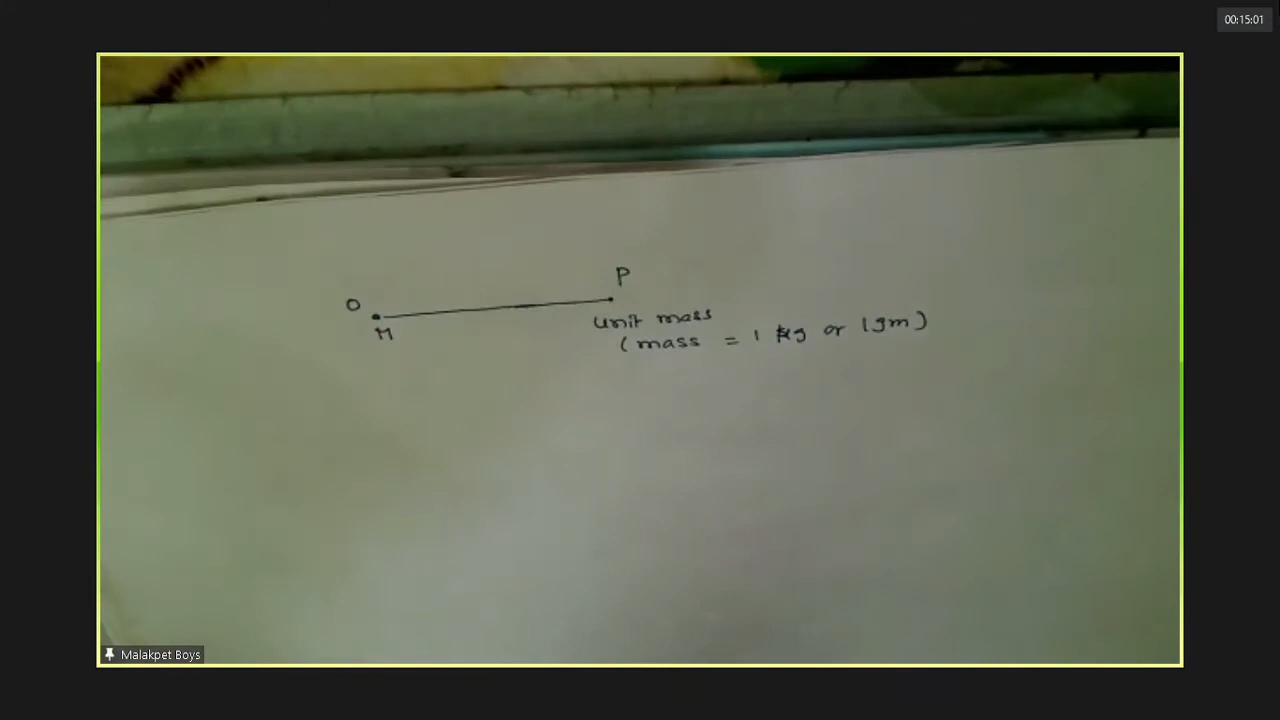 00:15:01
P
O
M
unit mass
(mass = 1 kg or 1gm)
Malakpet Boys